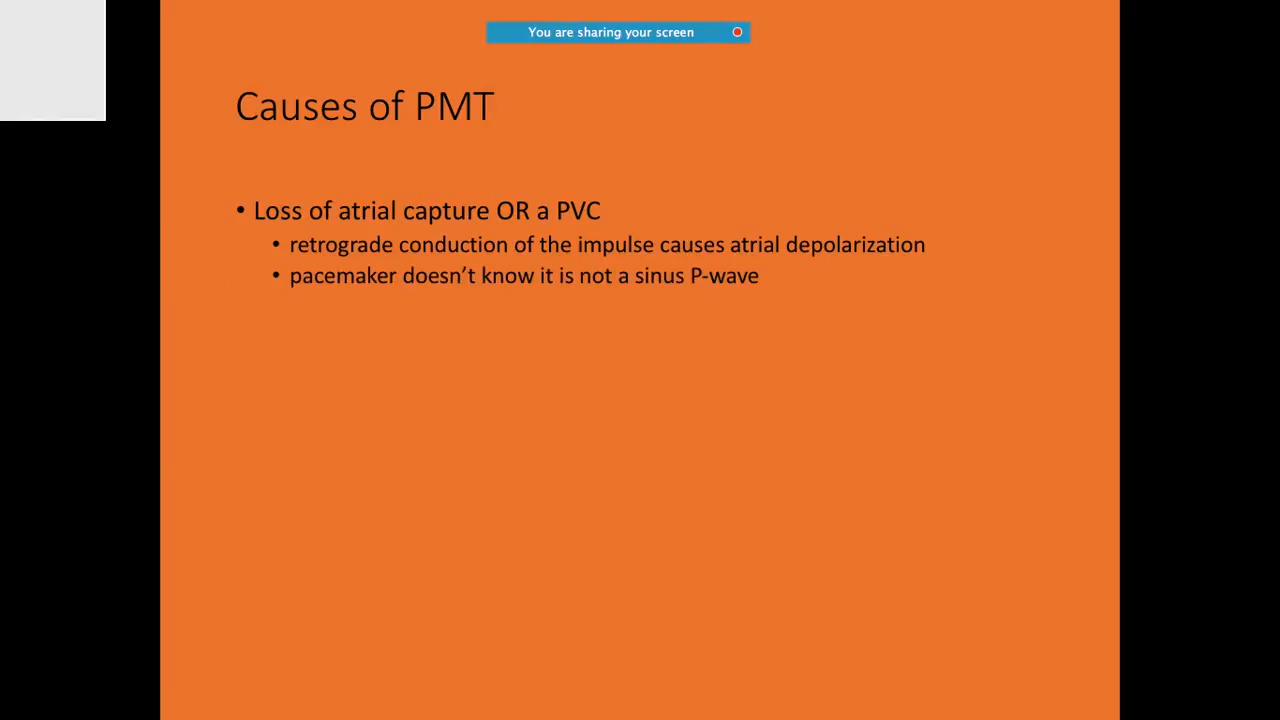 You are sharing your screen
Causes of PMT
• Loss of atrial capture OR a PVC
• retrograde conduction of the impulse causes atrial depolarization
• pacemaker doesn’t know it is not a sinus P-wave